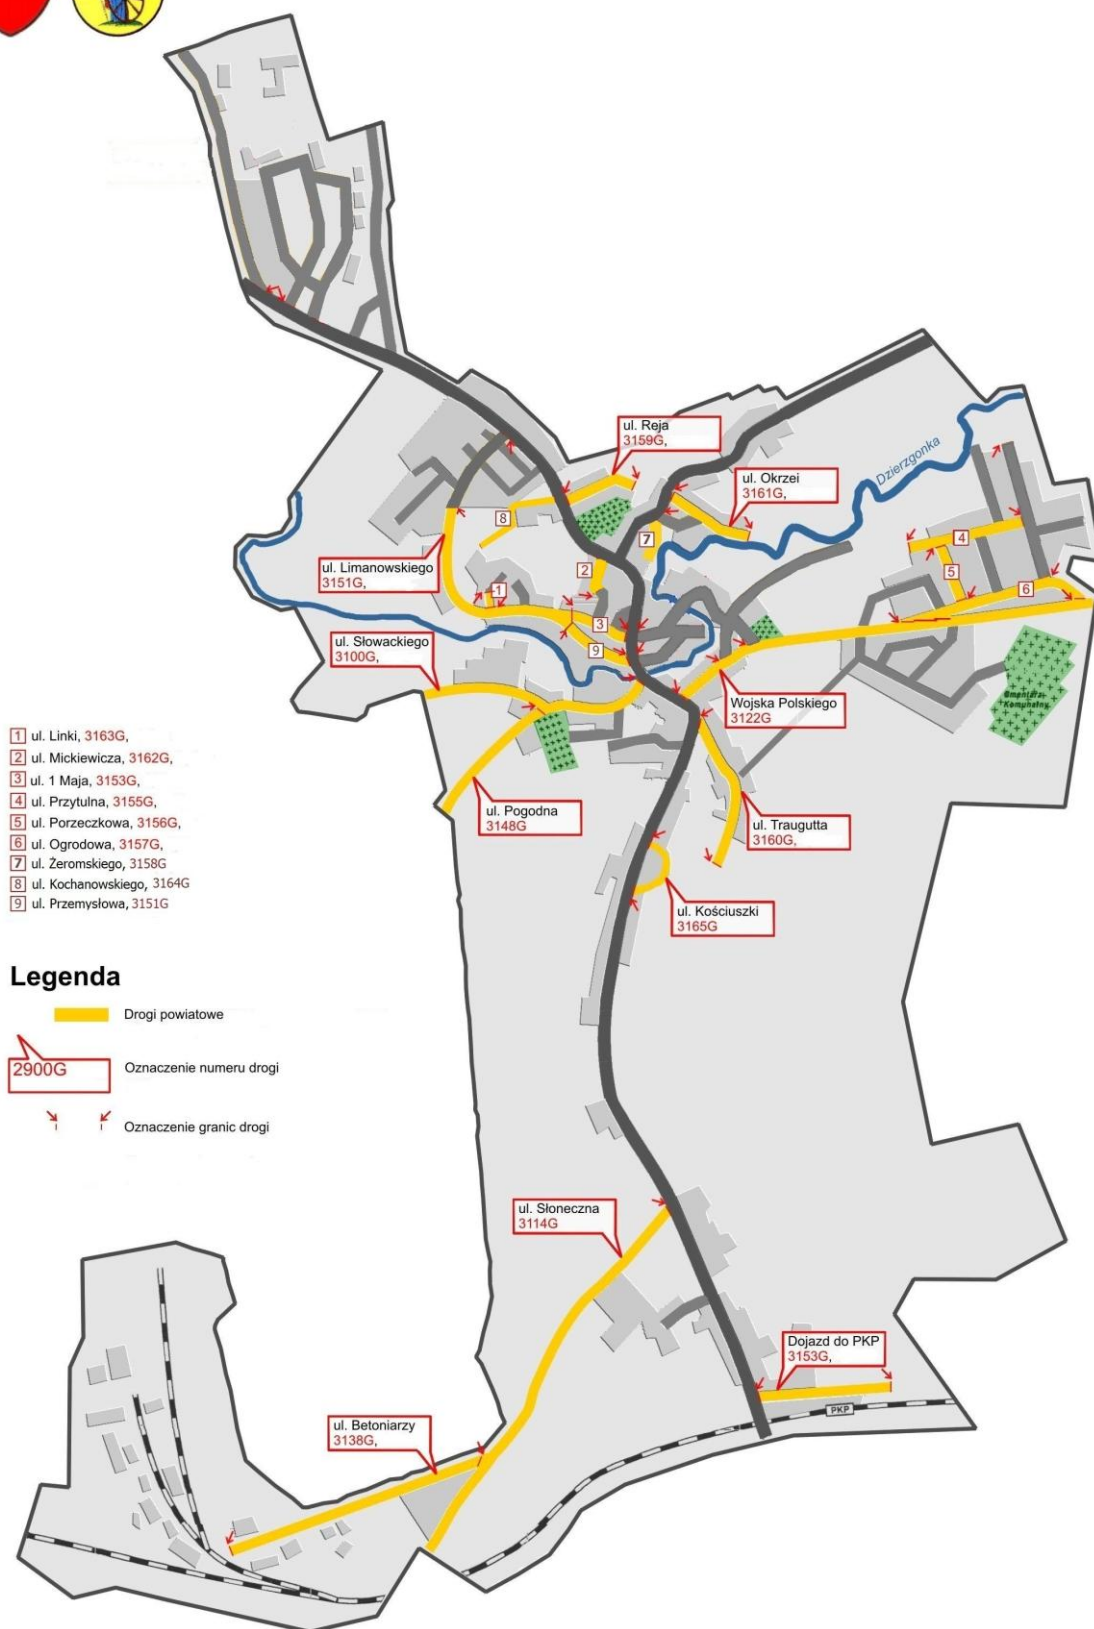 ul. Reja
3159G,
ul. Okrzei
3161G,
Dzierzgonka
8
7
4
2
5
ul. Limanowskiego
3151G,
1
6
3
9
ul. Słowackiego
3100G,
Cmentarz
Komunalny
Wojska Polskiego
3122G
1 ul. Linki, 3163G,
2 ul. Mickiewicza, 3162G,
3 ul. 1 Maja, 3153G,
4 ul. Przytulna, 3155G,
5 ul. Porzeczkowa, 3156G,
6 ul. Ogrodowa, 3157G,
7 ul. Żeromskiego, 3158G
8 ul. Kochanowskiego, 3164G
9 ul. Przemysłowa, 3151G
ul. Pogodna
3148G
ul. Traugutta
3160G,
ul. Kościuszki
3165G
Legenda
Drogi powiatowe
2900G
Oznaczenie numeru drogi
Oznaczenie granic drogi
ul. Słoneczna
3114G
Dojazd do PKP
3153G,
PKP
ul. Betoniarzy
3138G,